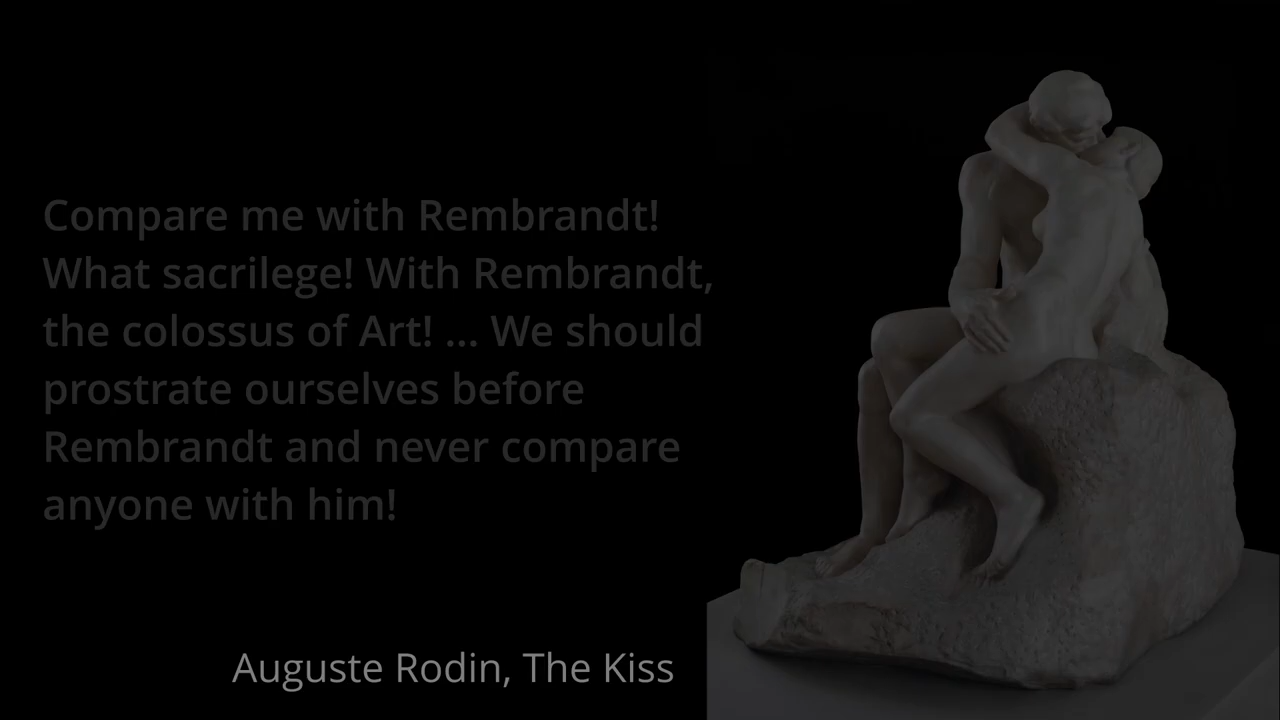 Compare me with Rembrandt!
What sacrilege! With Rembrandt,
the colossus of Art! ... We should
prostrate ourselves before
Rembrandt and never compare
anyone with him!
Auguste Rodin, The Kiss